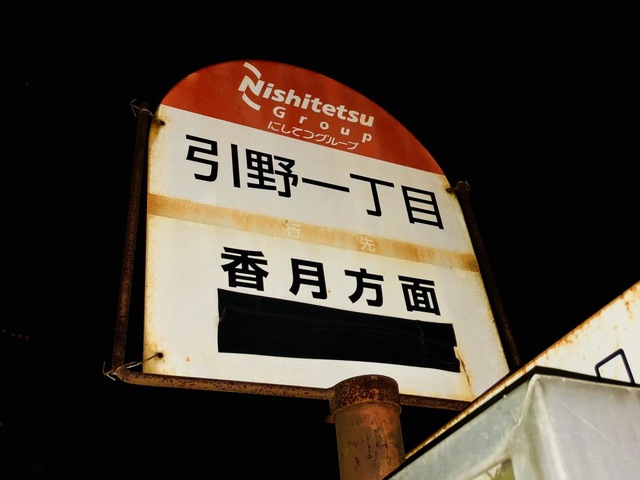 Nishitetsu
Group
にしてつグループ
引野一丁目
行先
香月方面